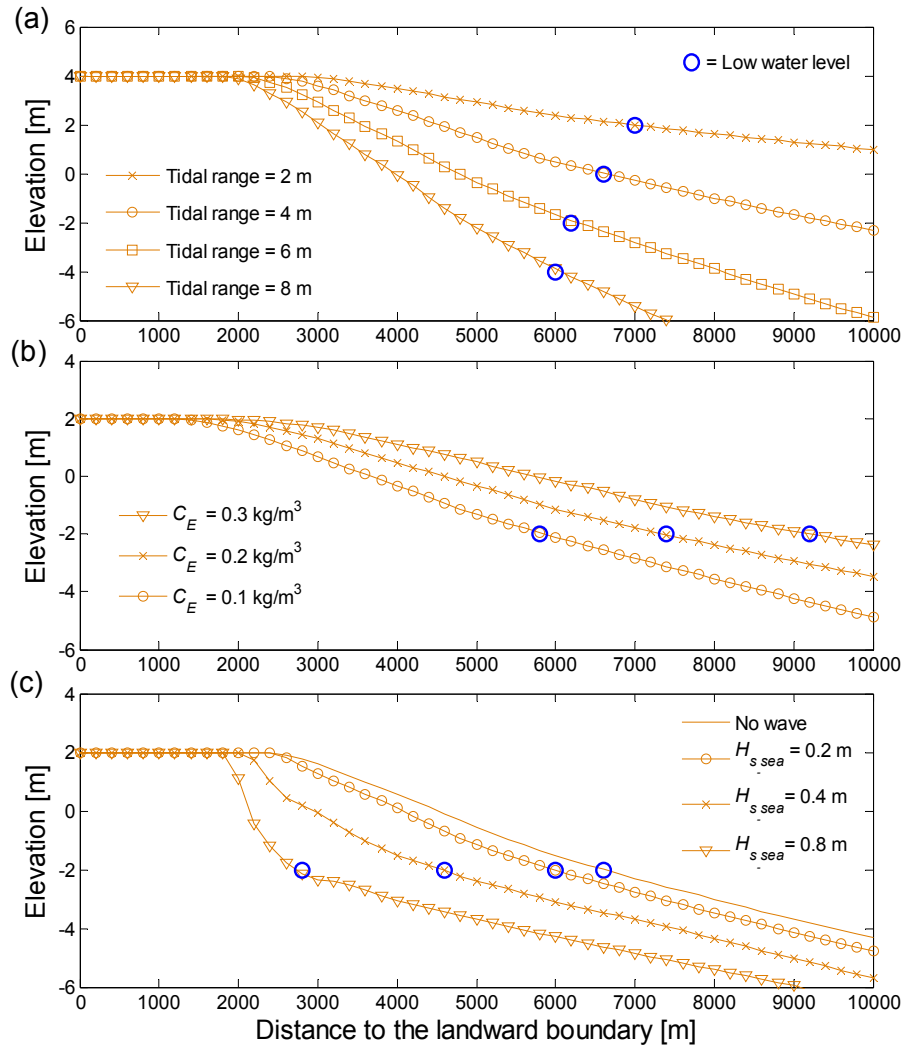 (a)
6
4
2
0
-2
-4
-6
Elevation [m]
= Low water level
Tidal range = 2 m
Tidal range = 4 m
Tidal range = 6 m
Tidal range = 8 m
0 1000 2000 3000 4000 5000 6000 7000 8000 9000 10000
(b)
4
2
0
-2
-4
-6
Elevation [m]
C_E = 0.3 kg/m³
C_E = 0.2 kg/m³
C_E = 0.1 kg/m³
0 1000 2000 3000 4000 5000 6000 7000 8000 9000 10000
(c)
4
2
0
-2
-4
-6
Elevation [m]
No wave
H_s_sea = 0.2 m
H_s_sea = 0.4 m
H_s_sea = 0.8 m
0 1000 2000 3000 4000 5000 6000 7000 8000 9000 10000
Distance to the landward boundary [m]